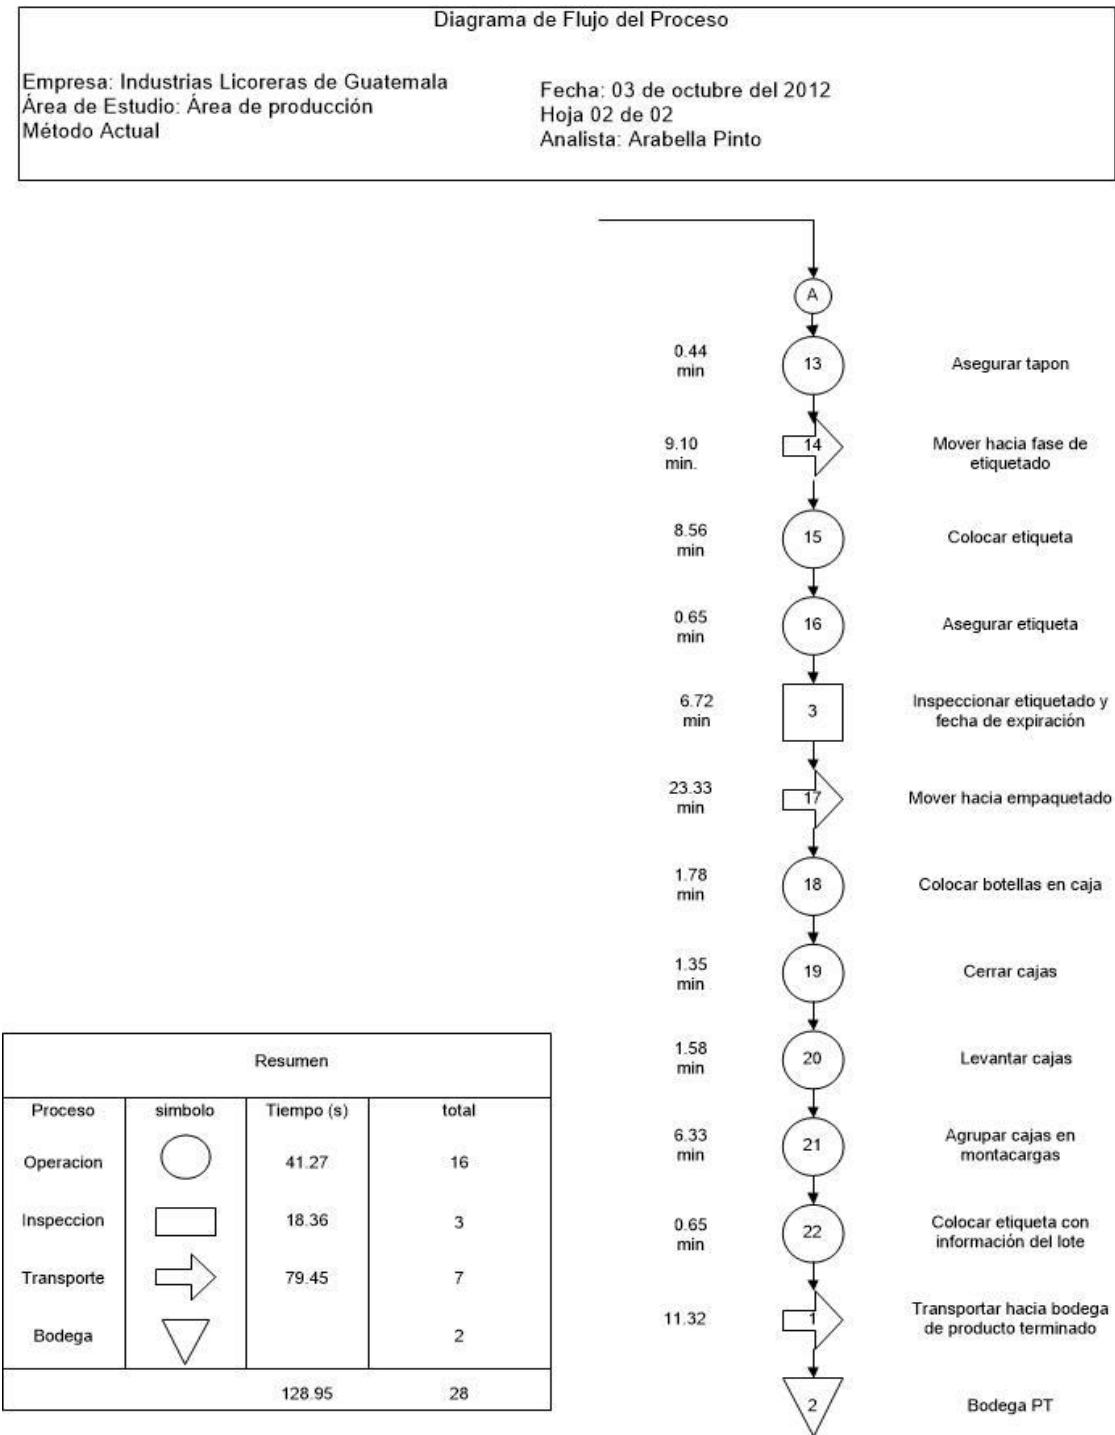 Diagrama de Flujo del Proceso
Empresa: Industrias Licoreras de Guatemala
Área de Estudio: Área de producción
Método Actual
Fecha: 03 de octubre del 2012
Hoja 02 de 02
Analista: Arabella Pinto
A
0.44
min
13
Asegurar tapon
9.10
min.
14
Mover hacia fase de
etiquetado
8.56
min
15
Colocar etiqueta
0.65
min
16
Asegurar etiqueta
6.72
min
3
Inspeccionar etiquetado y
fecha de expiración
23.33
min
17
Mover hacia empaquetado
1.78
min
18
Colocar botellas en caja
1.35
min
19
Cerrar cajas
1.58
min
20
Levantar cajas
6.33
min
21
Agrupar cajas en
montacargas
0.65
min
22
Colocar etiqueta con
información del lote
11.32
1
Transportar hacia bodega
de producto terminado
2
Bodega PT
Resumen
Proceso simbolo Tiempo (s) total
Operacion 41.27 16
Inspeccion 18.36 3
Transporte 79.45 7
Bodega 2
128.95 28